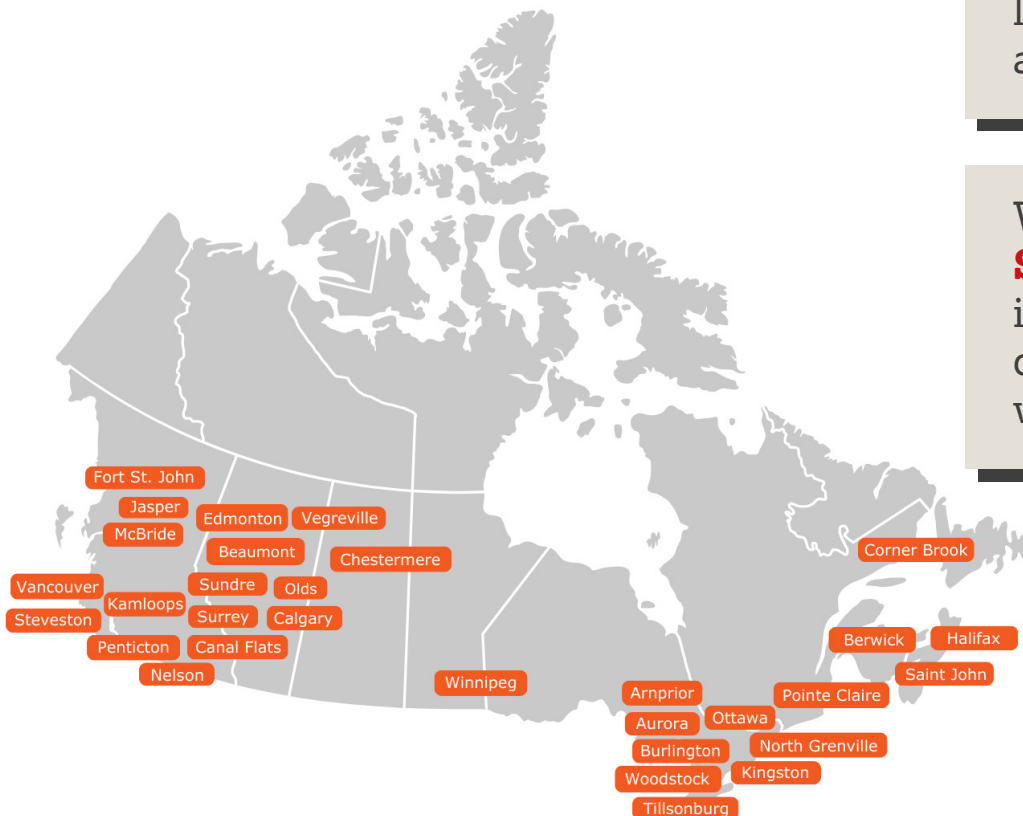 Fort St. John
Jasper
McBride
Edmonton
Vegreville
Beaumont
Chestermere
Vancouver
Kamloops
Sundre
Olds
Steveston
Surrey
Calgary
Penticton
Canal Flats
Nelson
Winnipeg
Corner Brook
Berwick
Halifax
Saint John
Pointe Claire
Arnprior
Aurora
Ottawa
Burlington
North Grenville
Woodstock
Kingston
Tillsonburg